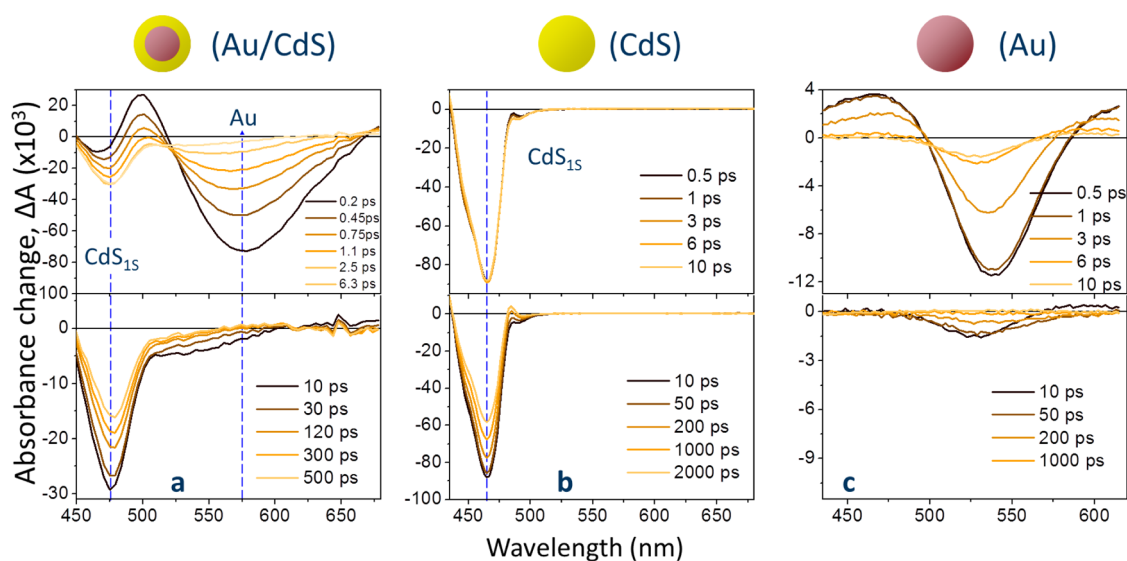 (Au/CdS)
(CdS)
(Au)
Absorbance change, ΔA (x10³)
20
0
-20
-40
-60
-80
100
CdS1S
Au
0.2 ps
0.45ps
0.75ps
1.1 ps
2.5 ps
6.3 ps
0
-10
-20
-30
10 ps
30 ps
120 ps
300 ps
500 ps
a
450 500 550 600 650
0
-20
-40
-60
-80
CdS1S
0.5 ps
1 ps
3 ps
6 ps
10 ps
0
-20
-40
-60
-80
-100
10 ps
50 ps
200 ps
1000 ps
2000 ps
b
450 500 550 600 650
4
0
-4
-8
-12
0.5 ps
1 ps
3 ps
6 ps
10 ps
0
-3
-6
-9
10 ps
50 ps
200 ps
1000 ps
c
450 500 550 600
Wavelength (nm)